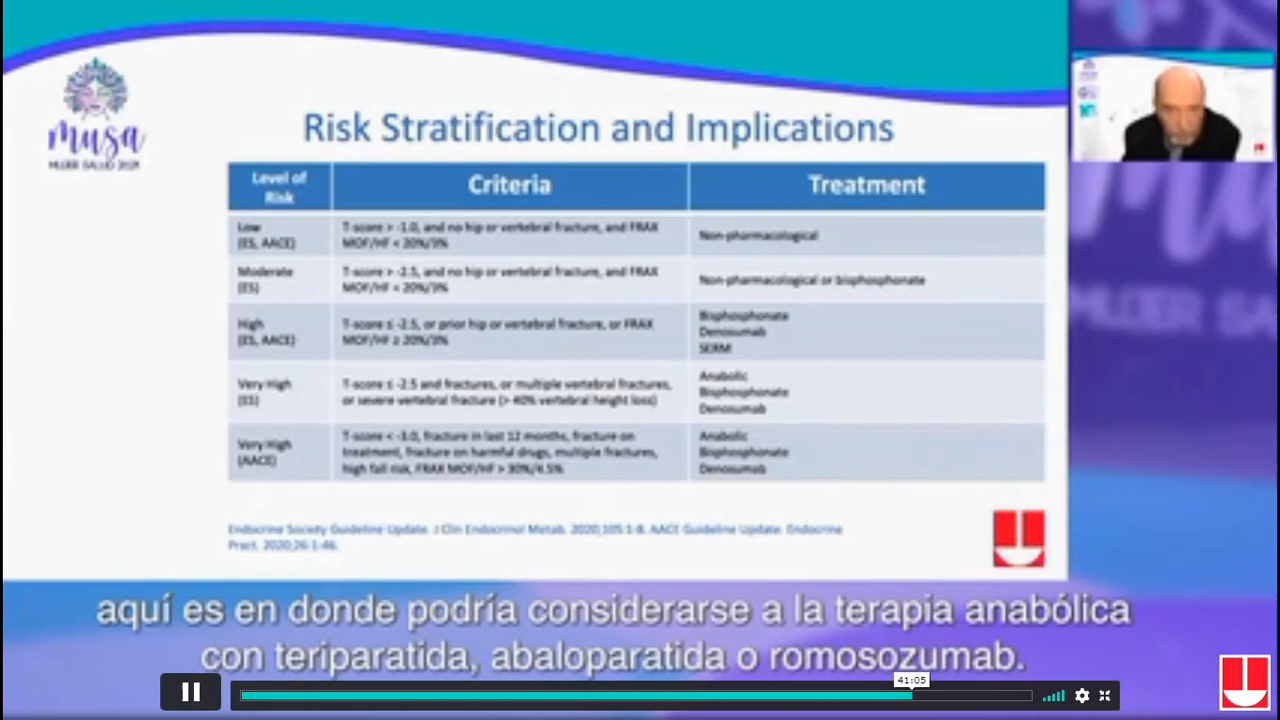 musa
MUJER SALUD 2021
Risk Stratification and Implications
Level of
Risk
Criteria
Treatment
Low
(ES, AACE)
T-score > -1.0, and no hip or vertebral fracture, and FRAX
MOF/HF < 20%/3%
Non-pharmacological
Moderate
(ES)
T-score > -2.5, and no hip or vertebral fracture, and FRAX
MOF/HF < 20%/3%
Non-pharmacological or bisphosphonate
High
(ES, AACE)
T-score ≤ -2.5, or prior hip or vertebral fracture, or FRAX
MOF/HF ≥ 20%/3%
Bisphosphonate
Denosumab
SERM
Very High
(ES)
T-score ≤ -2.5 and fractures, or multiple vertebral fractures,
or severe vertebral fracture (> 40% vertebral height loss)
Anabolic
Bisphosphonate
Denosumab
Very High
(AACE)
T-score < -3.0, fracture in last 12 months, fracture on
treatment, fracture on harmful drugs, multiple fractures,
high fall risk, FRAX MOF/HF > 30%/4.5%
Anabolic
Bisphosphonate
Denosumab
Endocrine Society Guideline Update. J Clin Endocrinol Metab. 2020;105:1-8. AACE Guideline Update. Endocrine
Pract. 2020;26:1-46.
MUJER SA
aquí es en donde podría considerarse a la terapia anabólica
con teriparatida, abaloparatida o romosozumab.
41:05